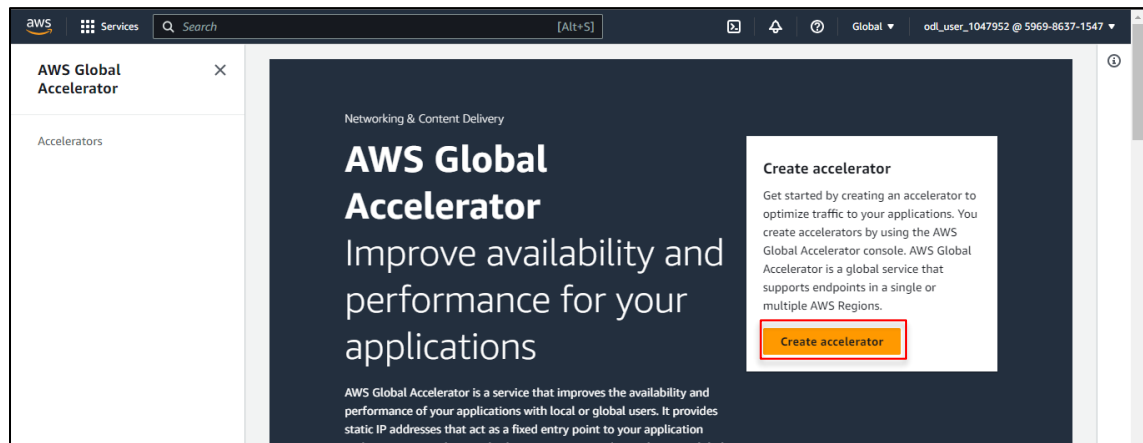 aws
Services
Search
[Alt+S]
Global ▼
odl_user_1047952 @ 5969-8637-1547 ▼
AWS Global
Accelerator
Accelerators
Networking & Content Delivery
AWS Global
Accelerator
Improve availability and
performance for your
applications
AWS Global Accelerator is a service that improves the availability and
performance of your applications with local or global users. It provides
static IP addresses that act as a fixed entry point to your application
Create accelerator
Get started by creating an accelerator to
optimize traffic to your applications. You
create accelerators by using the AWS
Global Accelerator console. AWS Global
Accelerator is a global service that
supports endpoints in a single or
multiple AWS Regions.
Create accelerator